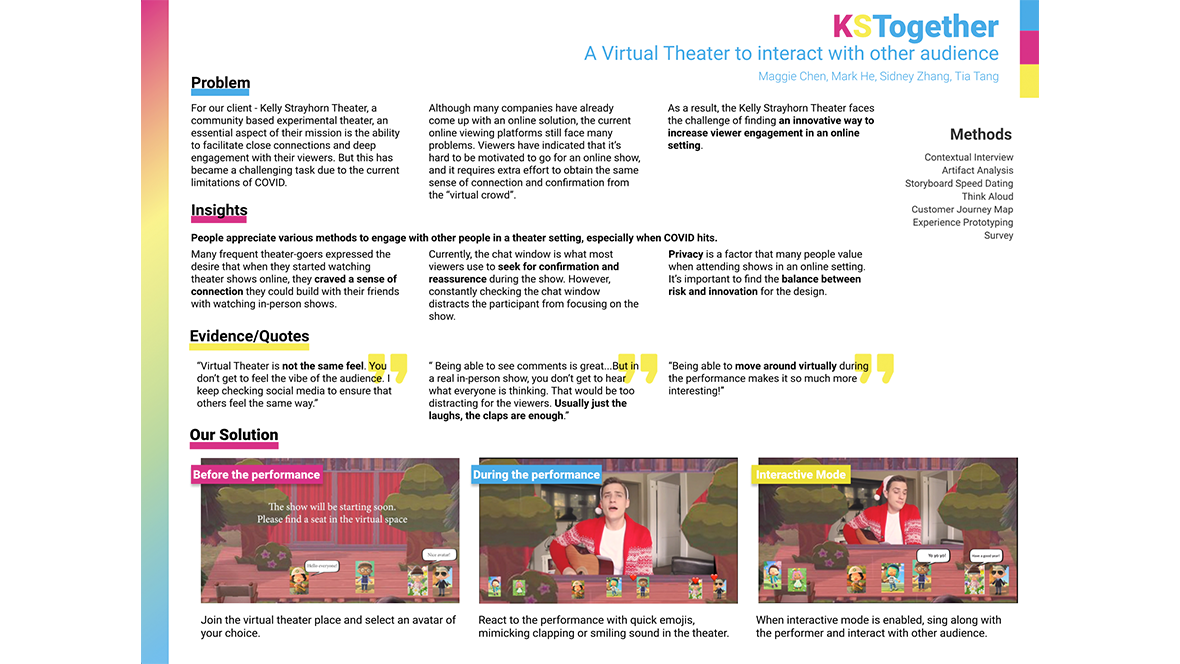 KSTogether
A Virtual Theater to interact with other audience
Maggie Chen, Mark He, Sidney Zhang, Tia Tang
Problem
For our client - Kelly Strayhorn Theater, a
community based experimental theater, an
essential aspect of their mission is the ability
to facilitate close connections and deep
engagement with their viewers. But this has
became a challenging task due to the current
limitations of COVID.
Although many companies have already
come up with an online solution, the current
online viewing platforms still face many
problems. Viewers have indicated that it's
hard to be motivated to go for an online show,
and it requires extra effort to obtain the same
sense of connection and confirmation from
the "virtual crowd".
As a result, the Kelly Strayhorn Theater faces
the challenge of finding an innovative way to
increase viewer engagement in an online
setting.
Methods
Contextual Interview
Artifact Analysis
Storyboard Speed Dating
Think Aloud
Customer Journey Map
Experience Prototyping
Survey
Insights
People appreciate various methods to engage with other people in a theater setting, especially when COVID hits.
Many frequent theater-goers expressed the
desire that when they started watching
theater shows online, they craved a sense of
connection they could build with their friends
with watching in-person shows.
Currently, the chat window is what most
viewers use to seek for confirmation and
reassurence during the show. However,
constantly checking the chat window
distracts the participant from focusing on the
show.
Privacy is a factor that many people value
when attending shows in an online setting.
It's important to find the balance between
risk and innovation for the design.
Evidence/Quotes
"Virtual Theater is not the same feel. You
don't get to feel the vibe of the audience. I
keep checking social media to ensure that
others feel the same way."
" Being able to see comments is great...But in
a real in-person show, you don't get to hear
what everyone is thinking. That would be too
distracting for the viewers. Usually just the
laughs, the claps are enough."
"Being able to move around virtually during
the performance makes it so much more
interesting!"
Our Solution
Before the performance
The show will be starting soon.
Please find a seat in the virtual space
Hello everyone!
Nice avatar!
During the performance
Interactive Mode
Have a good year!
Join the virtual theater place and select an avatar of
your choice.
React to the performance with quick emojis,
mimicking clapping or smiling sound in the theater.
When interactive mode is enabled, sing along with
the performer and interact with other audience.